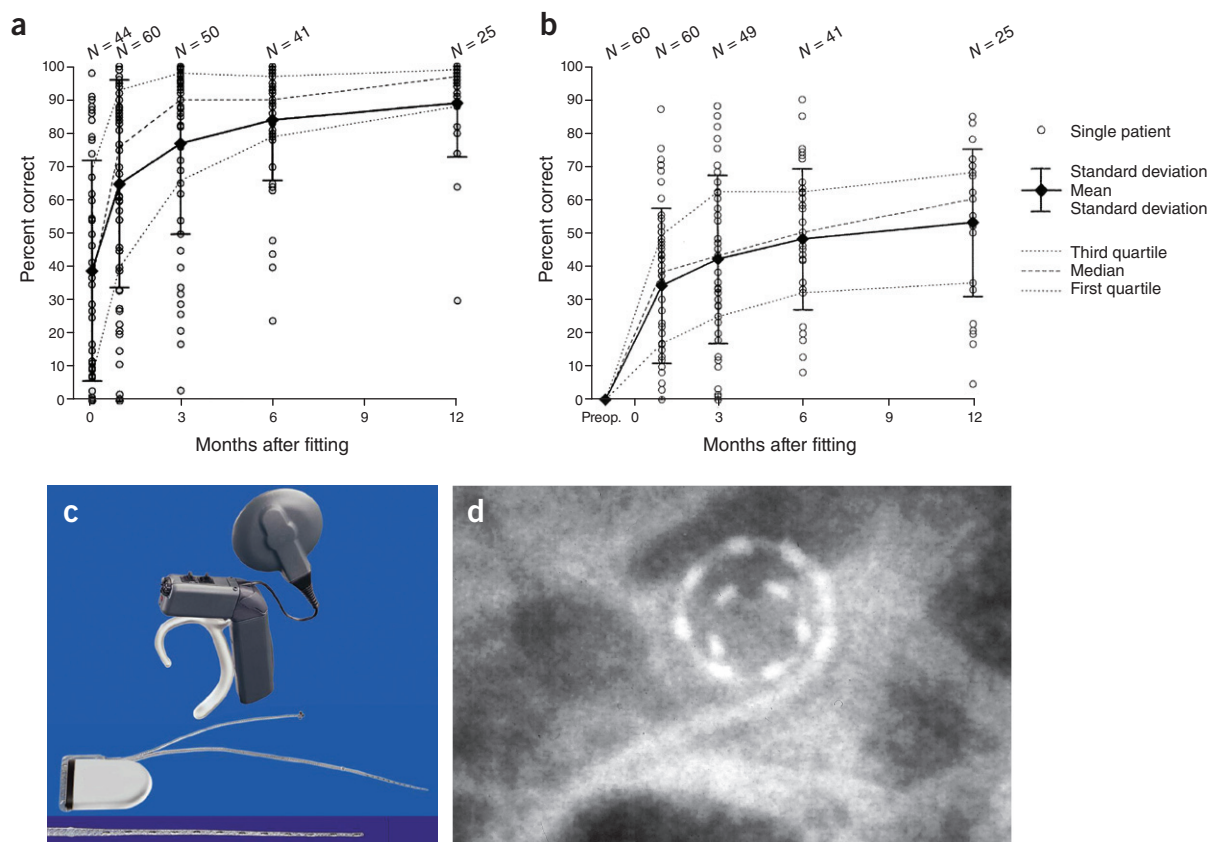 a
N = 44
N = 60
N = 50
N = 41
N = 25
100
90
80
70
60
50
40
30
20
10
0
Percent correct
0
3
6
9
12
Months after fitting
b
N = 60
N = 60
N = 49
N = 41
N = 25
100
90
80
70
60
50
40
30
20
10
0
Percent correct
Preop.
0
3
6
9
12
Months after fitting
Single patient
Standard deviation
Mean
Standard deviation
Third quartile
Median
First quartile
c
d